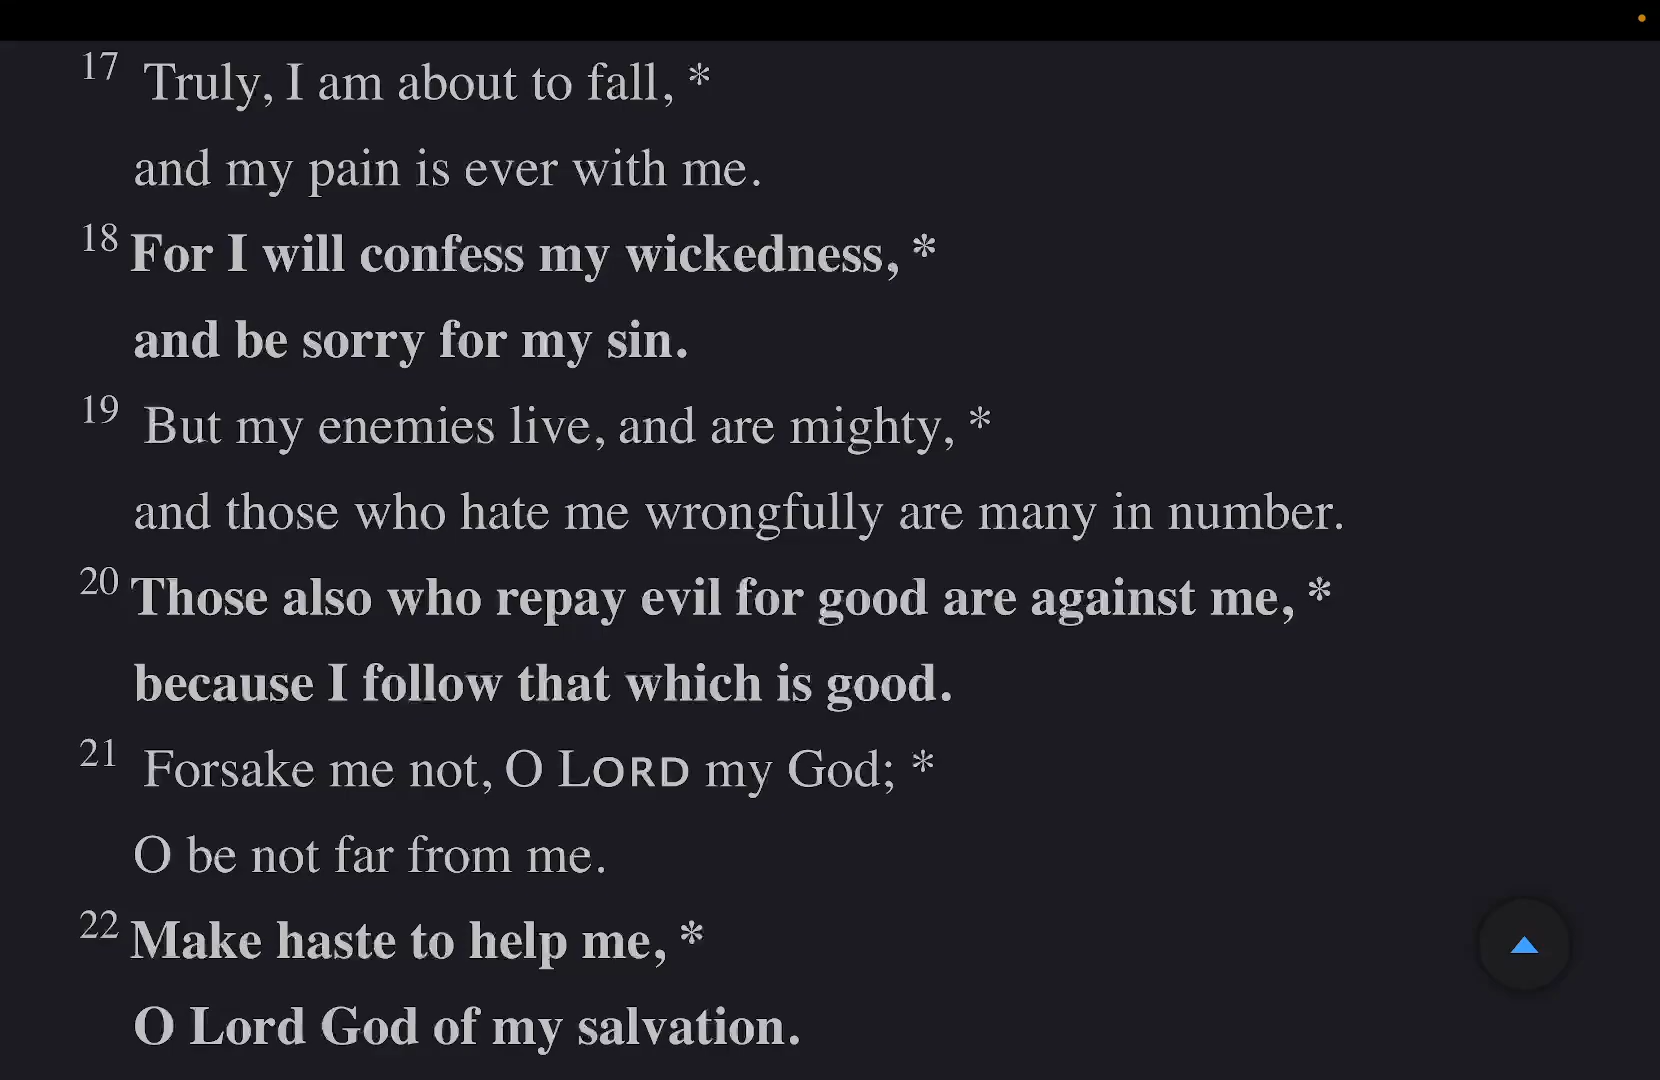 17 Truly, I am about to fall, *
and my pain is ever with me.
18 For I will confess my wickedness, *
and be sorry for my sin.
19 But my enemies live, and are mighty, *
and those who hate me wrongfully are many in number.
20 Those also who repay evil for good are against me, *
because I follow that which is good.
21 Forsake me not, O LORD my God; *
O be not far from me.
22 Make haste to help me, *
O Lord God of my salvation.